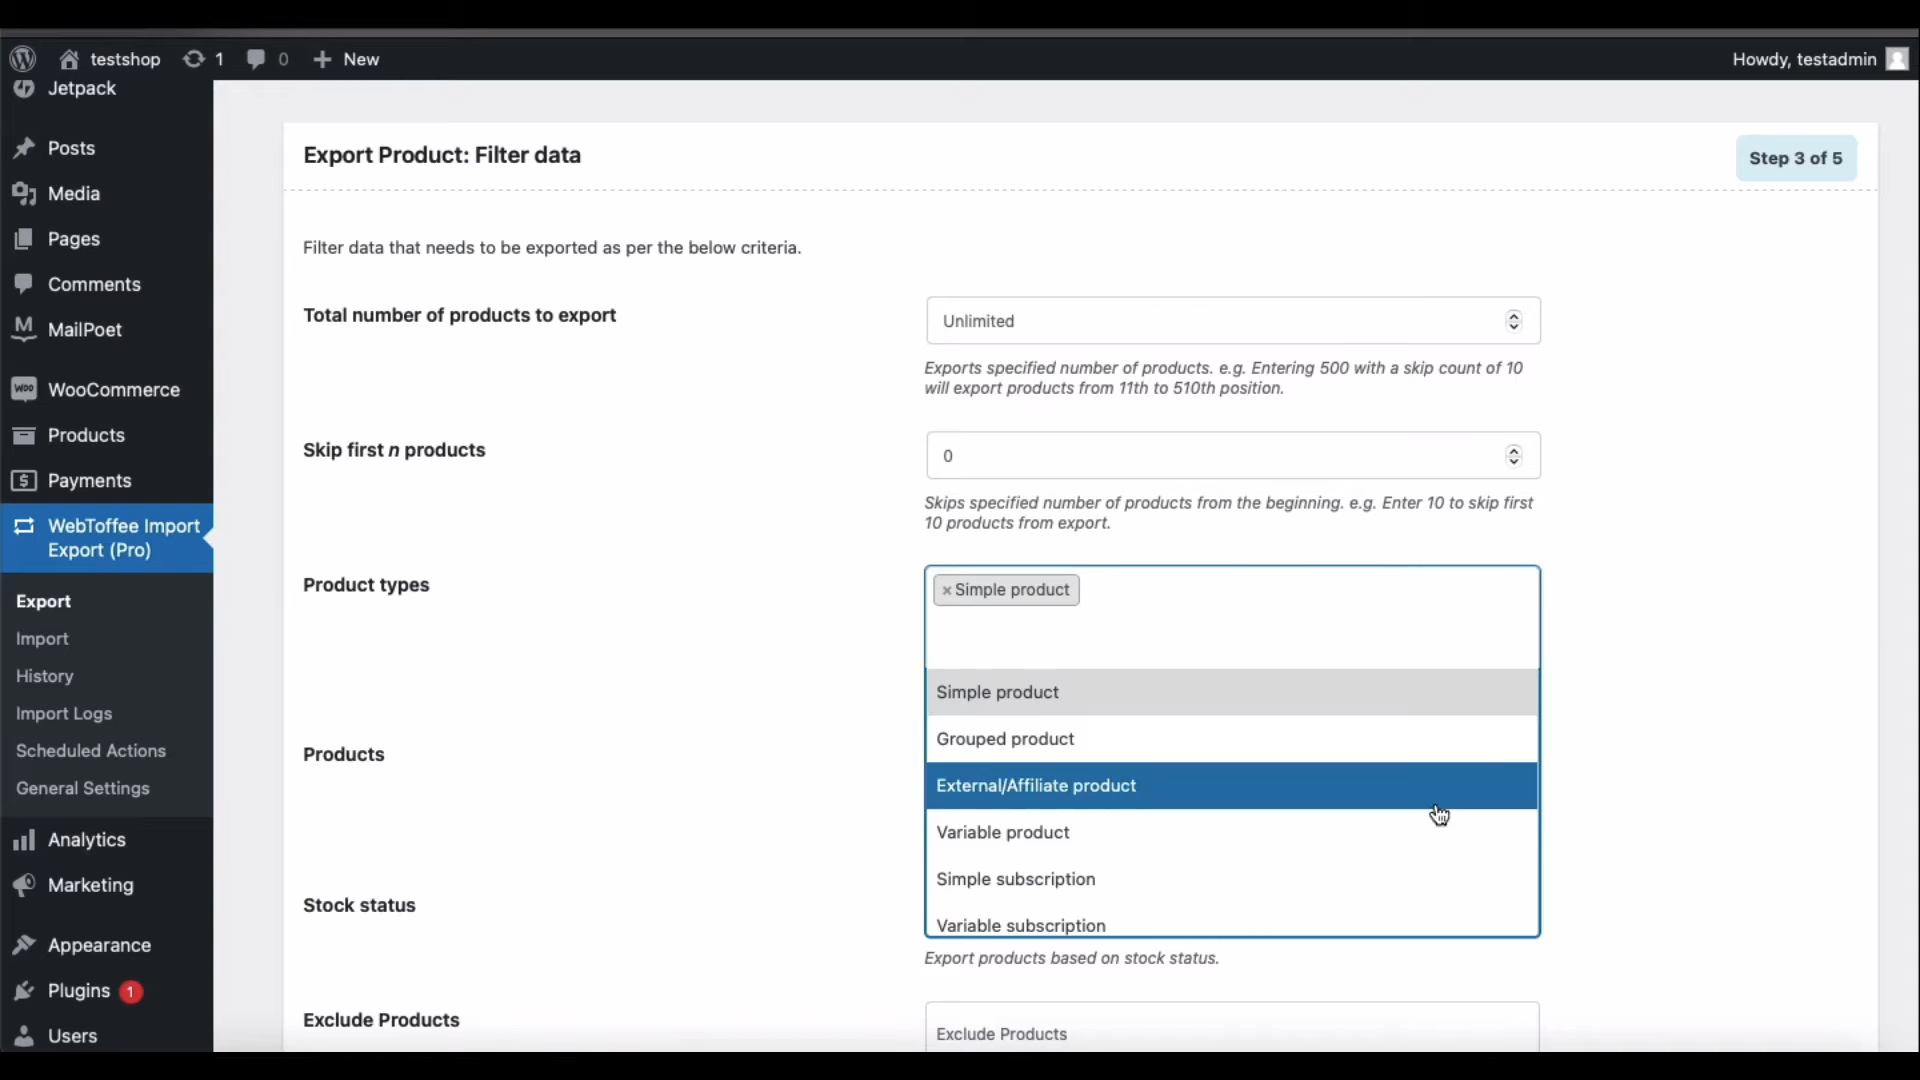 testshop 1 0 New Howdy, testadmin
Jetpack
Posts
Media
Pages
Comments
MailPoet
WooCommerce
Products
Payments
WebToffee Import
Export (Pro)
Export
Import
History
Import Logs
Scheduled Actions
General Settings
Analytics
Marketing
Appearance
Plugins 1
Users
Export Product: Filter data
Step 3 of 5
Filter data that needs to be exported as per the below criteria.
Total number of products to export
Unlimited
Exports specified number of products. e.g. Entering 500 with a skip count of 10
will export products from 11th to 510th position.
Skip first n products
0
Skips specified number of products from the beginning. e.g. Enter 10 to skip first
10 products from export.
Product types
× Simple product
Simple product
Grouped product
External/Affiliate product
Variable product
Simple subscription
Variable subscription
Products
Stock status
Export products based on stock status.
Exclude Products
Exclude Products